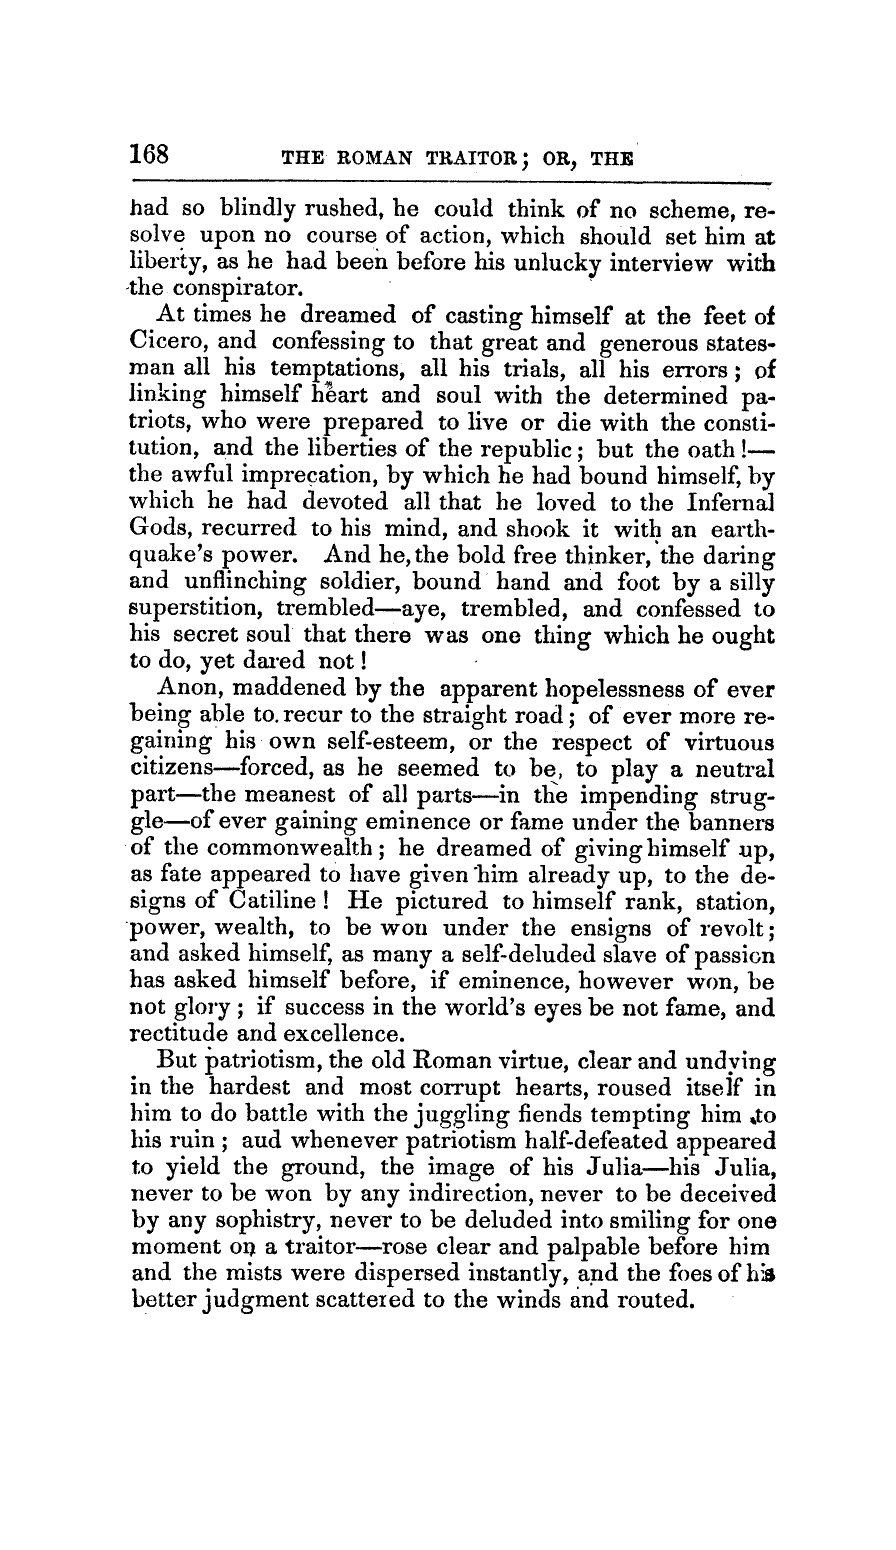 168 THE ROMAN TRAITOR; OR, THE
had so blindly rushed, he could think of no scheme, re-
solve upon no course of action, which should set him at
liberty, as he had been before his unlucky interview with
the conspirator.
At times he dreamed of casting himself at the feet of
Cicero, and confessing to that great and generous states-
man all his temptations, all his trials, all his errors; of
linking himself heart and soul with the determined pa-
triots, who were prepared to live or die with the consti-
tution, and the liberties of the republic; but the oath!—
the awful imprecation, by which he had bound himself, by
which he had devoted all that he loved to the Infernal
Gods, recurred to his mind, and shook it with an earth-
quake's power. And he, the bold free thinker, the daring
and unflinching soldier, bound hand and foot by a silly
superstition, trembled—aye, trembled, and confessed to
his secret soul that there was one thing which he ought
to do, yet dared not!
Anon, maddened by the apparent hopelessness of ever
being able to recur to the straight road; of ever more re-
gaining his own self-esteem, or the respect of virtuous
citizens—forced, as he seemed to be, to play a neutral
part—the meanest of all parts—in the impending strug-
gle—of ever gaining eminence or fame under the banners
of the commonwealth; he dreamed of giving himself up,
as fate appeared to have given him already up, to the de-
signs of Catiline! He pictured to himself rank, station,
power, wealth, to be won under the ensigns of revolt;
and asked himself, as many a self-deluded slave of passion
has asked himself before, if eminence, however won, be
not glory; if success in the world's eyes be not fame, and
rectitude and excellence.
But patriotism, the old Roman virtue, clear and undying
in the hardest and most corrupt hearts, roused itself in
him to do battle with the juggling fiends tempting him to
his ruin; aud whenever patriotism half-defeated appeared
to yield the ground, the image of his Julia—his Julia,
never to be won by any indirection, never to be deceived
by any sophistry, never to be deluded into smiling for one
moment on a traitor—rose clear and palpable before him
and the mists were dispersed instantly, and the foes of his
better judgment scattered to the winds and routed.